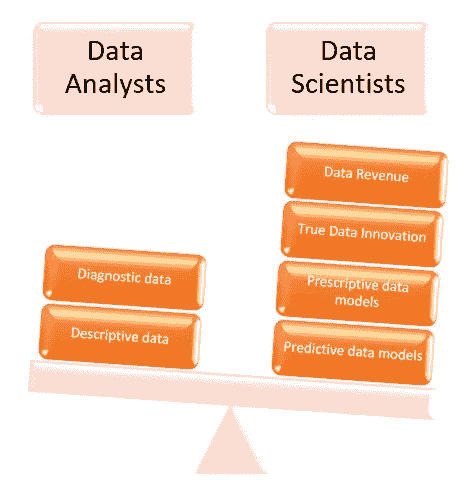 Data
Analysts
Data
Scientists
Data Revenue
True Data Innovation
Diagnostic data
Prescriptive data
models
Descriptive data
Predictive data models